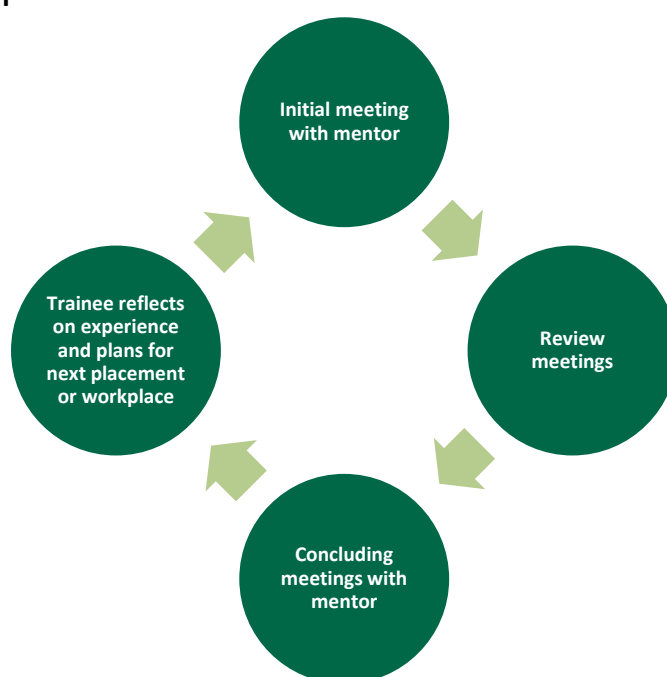 Initial meeting
with mentor
Review
meetings
Concluding
meetings with
mentor
Trainee reflects
on experience
and plans for
next placement
or workplace